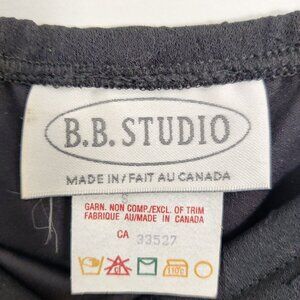 B.B. STUDIO
MADE IN/FAIT AU CANADA
GARN. NON COMP./EXCL. OF TRIM
FABRIQUE AU/MADE IN CANADA
CA 33527